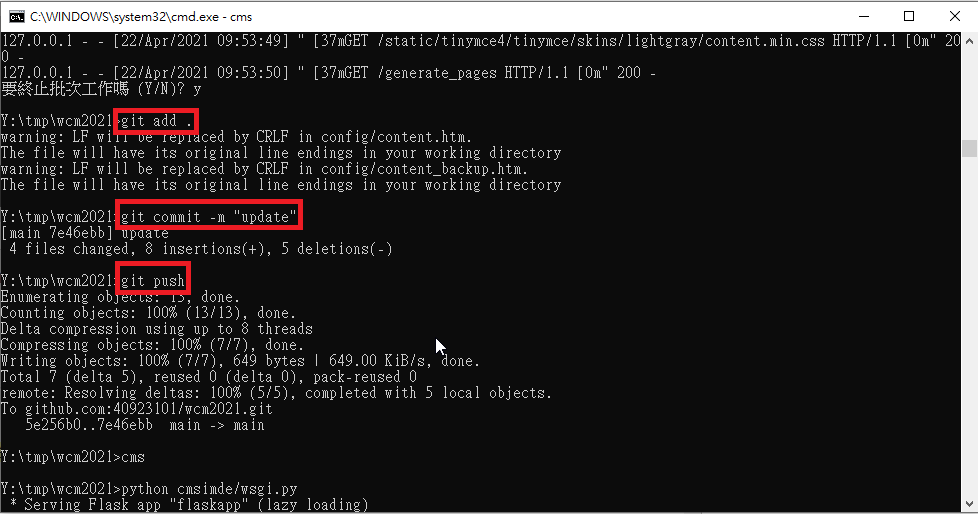 C:\WINDOWS\system32\cmd.exe - cms
127.0.0.1 - - [22/Apr/2021 09:53:49] " [37mGET /static/tinymce4/tinymce/skins/lightgray/content.min.css HTTP/1.1 [0m" 20
0 -
127.0.0.1 - - [22/Apr/2021 09:53:50] " [37mGET /generate_pages HTTP/1.1 [0m" 200 -
要終止批次工作嗎 (Y/N)? y
Y:\tmp\wcm2021>git add .
warning: LF will be replaced by CRLF in config/content.htm.
The file will have its original line endings in your working directory
warning: LF will be replaced by CRLF in config/content_backup.htm.
The file will have its original line endings in your working directory
Y:\tmp\wcm2021>git commit -m "update"
[main 7e46ebb] update
 4 files changed, 8 insertions(+), 5 deletions(-)
Y:\tmp\wcm2021>git push
Enumerating objects: 13, done.
Counting objects: 100% (13/13), done.
Delta compression using up to 8 threads
Compressing objects: 100% (7/7), done.
Writing objects: 100% (7/7), 649 bytes | 649.00 KiB/s, done.
Total 7 (delta 5), reused 0 (delta 0), pack-reused 0
remote: Resolving deltas: 100% (5/5), completed with 5 local objects.
To github.com:40923101/wcm2021.git
   5e256b0..7e46ebb  main -> main
Y:\tmp\wcm2021>cms
Y:\tmp\wcm2021>python cmsimde/wsgi.py
 * Serving Flask app "flaskapp" (lazy loading)